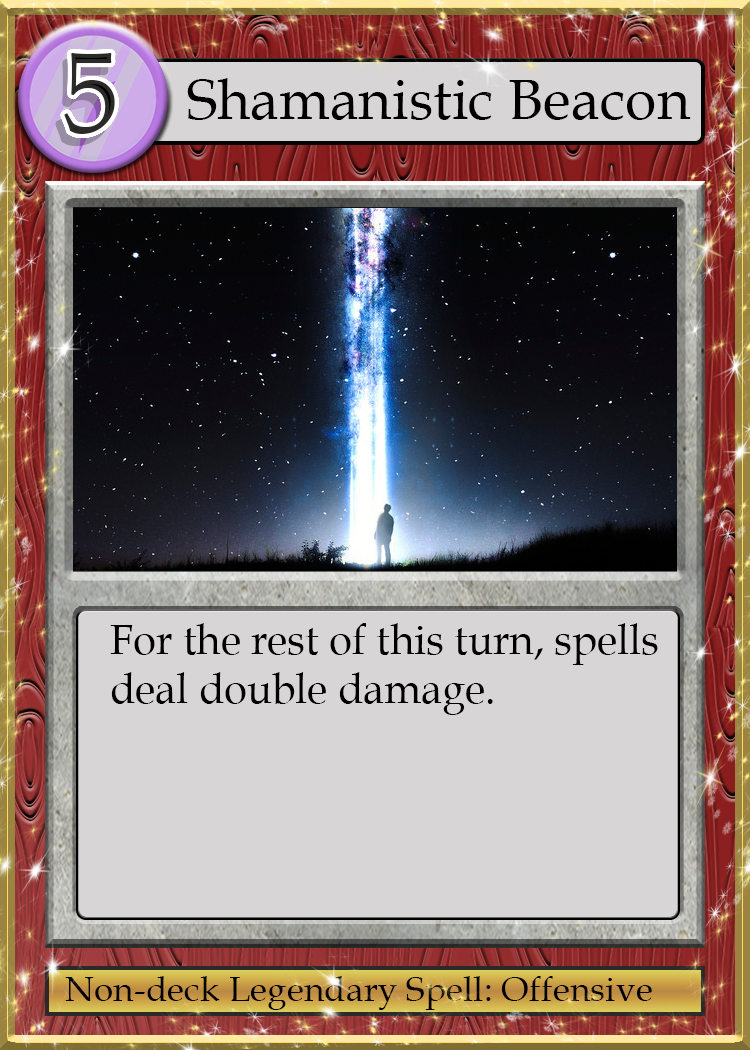 5
Shamanistic Beacon
For the rest of this turn, spells
deal double damage.
Non-deck Legendary Spell: Offensive